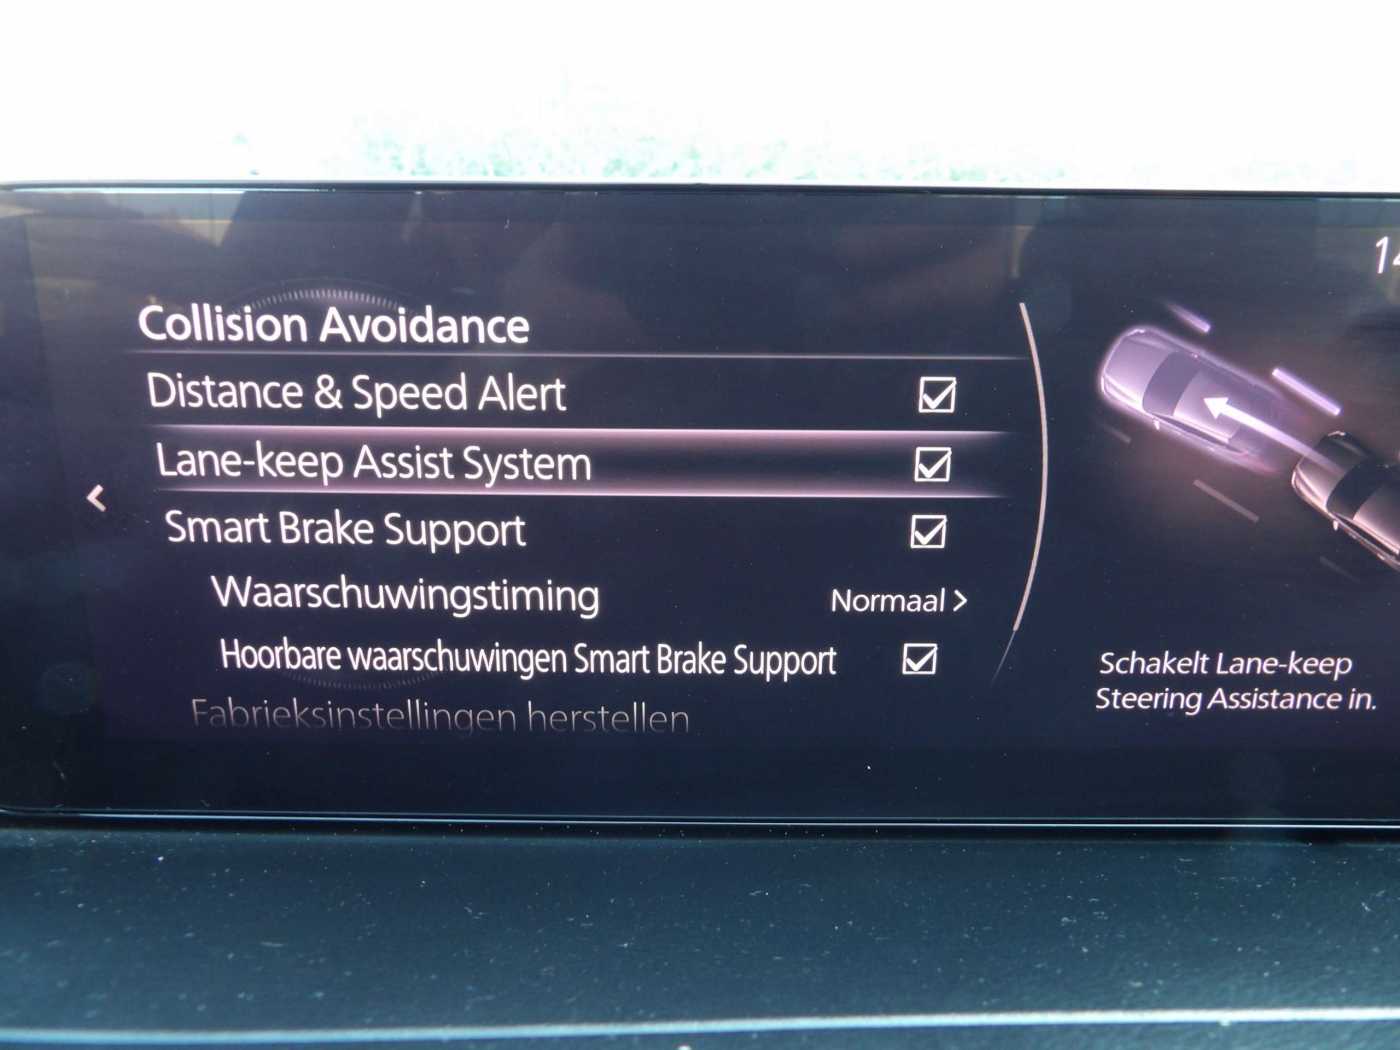 Collision Avoidance
Distance & Speed Alert
Lane-keep Assist System
Smart Brake Support
Waarschuwingstiming Normaal >
Hoorbare waarschuwingen Smart Brake Support
Fabrieksinstellingen herstellen
Schakelt Lane-keep
Steering Assistance in.